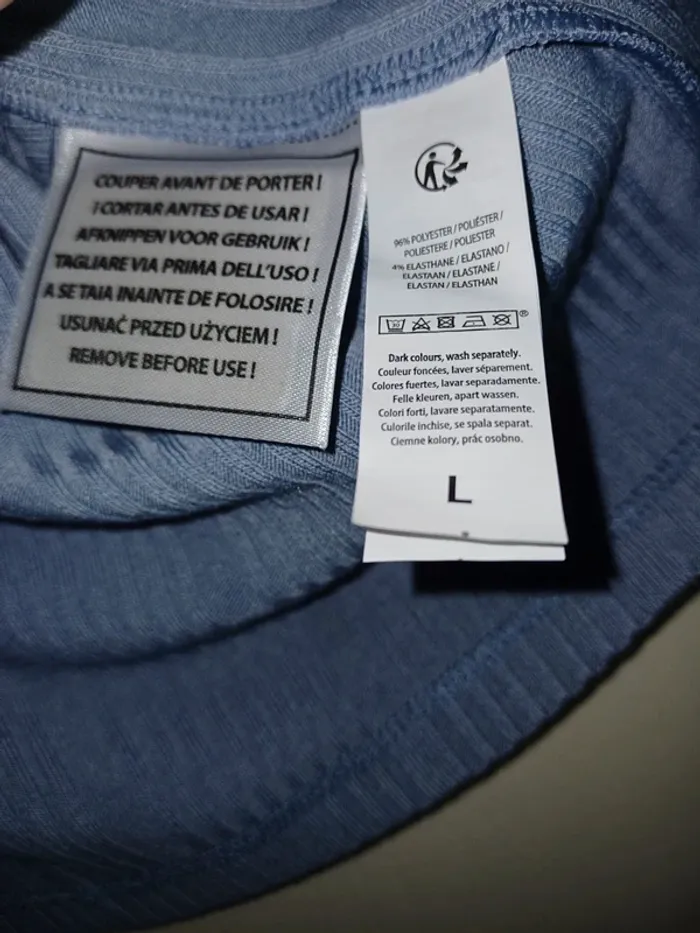 COUPER AVANT DE PORTER !
! CORTAR ANTES DE USAR !
AFKNIPPEN VOOR GEBRUIK !
TAGLIARE VIA PRIMA DELL'USO !
A SE TAIA INAINTE DE FOLOSIRE !
USUNAĆ PRZED UŻYCIEM !
REMOVE BEFORE USE !
96% POLYESTER / POLIÉSTER /
POLIESTERE / POLIESTER
4% ELASTHANE / ELASTANO /
ELASTAAN / ELASTANE /
ELASTAN / ELASTHAN
30
®
Dark colours, wash separately.
Couleur foncées, laver séparement.
Colores fuertes, lavar separadamente.
Felle kleuren, apart wassen.
Colori forti, lavare separatamente.
Culorile inchise, se spala separat.
Ciemne kolory, prać osobno.
L